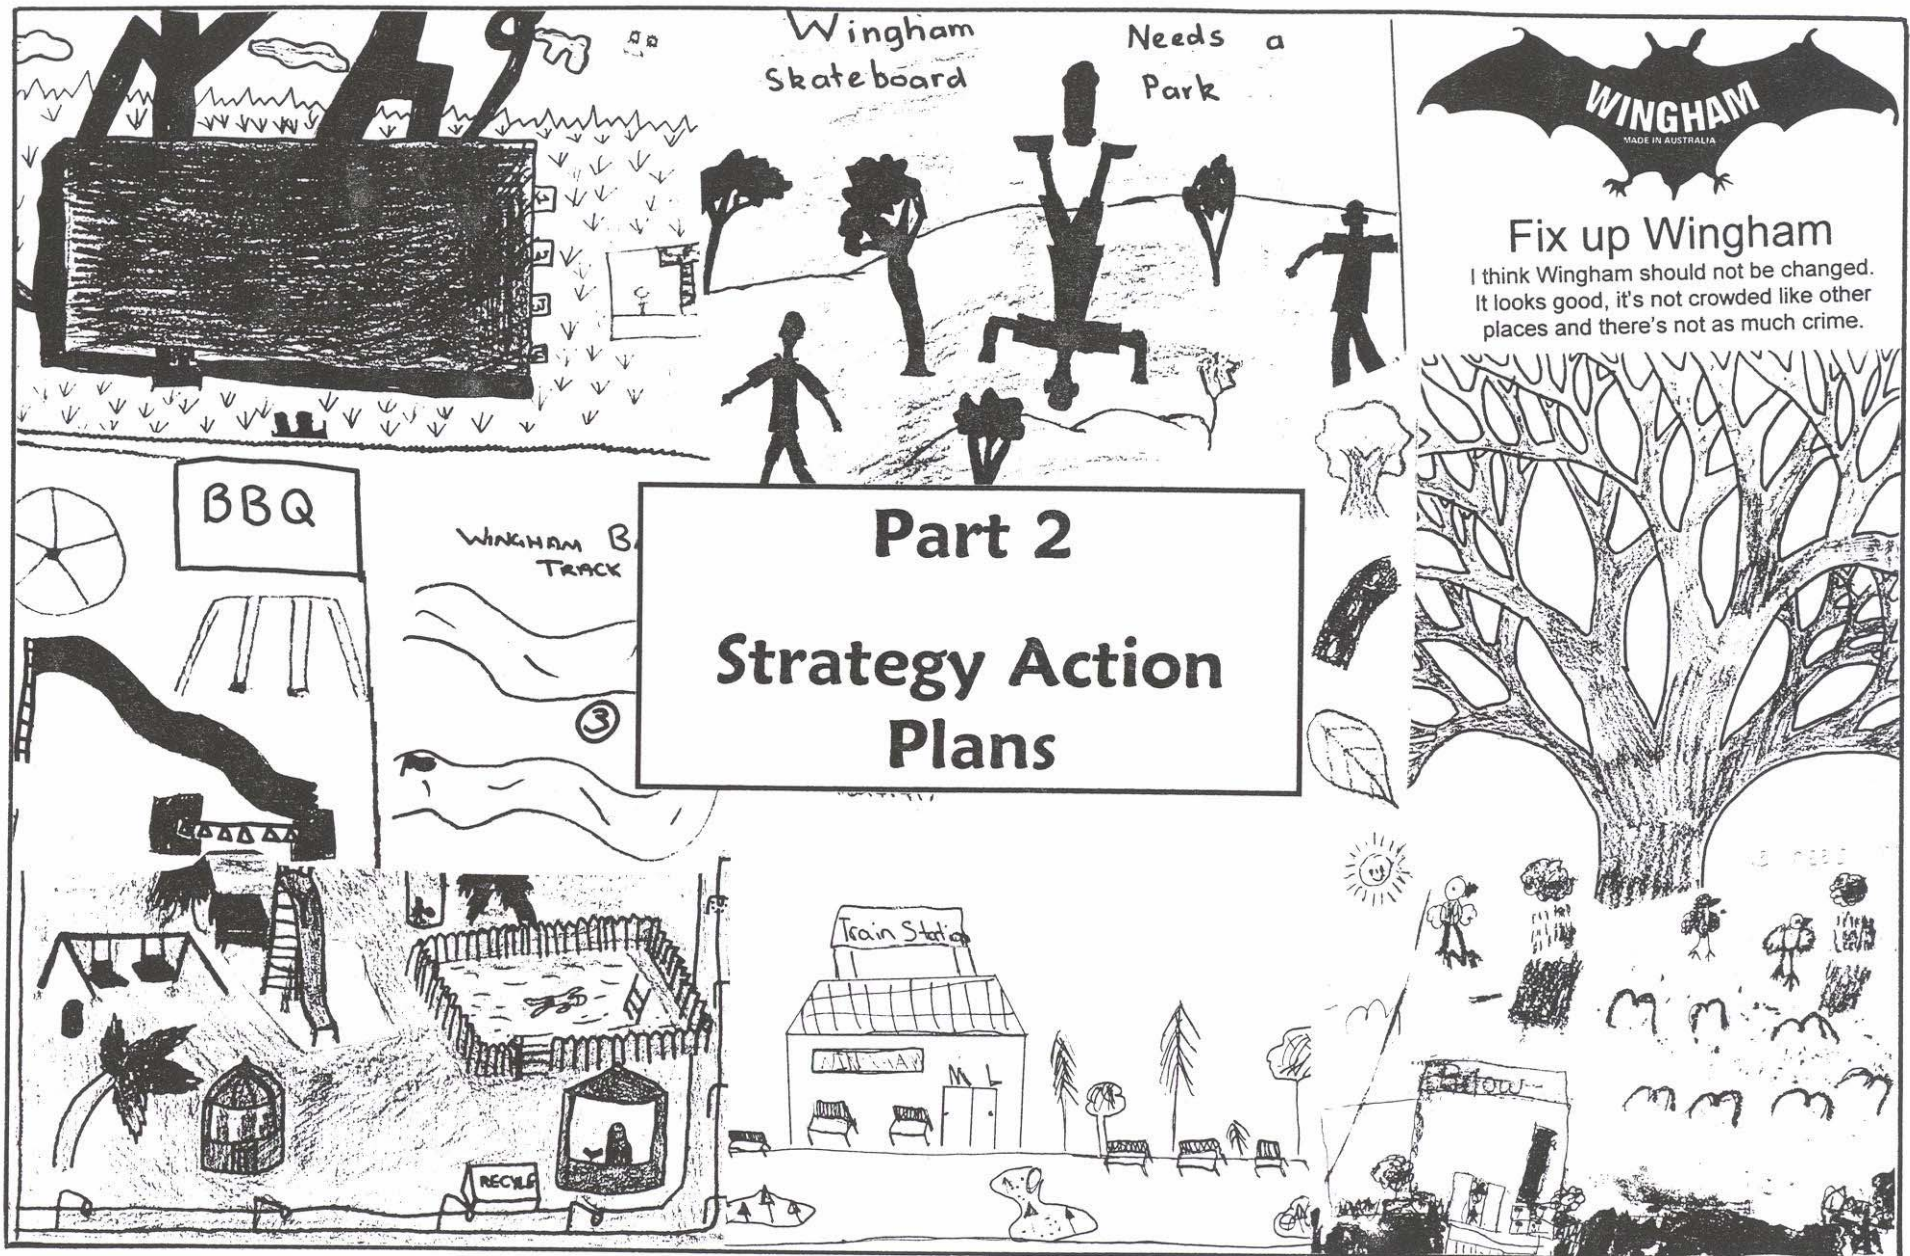 Wingham Needs a
Skateboard Park
WINGHAM
MADE IN AUSTRALIA
Fix up Wingham
I think Wingham should not be changed.
It looks good, it's not crowded like other
places and there's not as much crime.
BBQ
WINGHAM
TRACK
3
Part 2
Strategy Action
Plans
Train Station
RECYLE